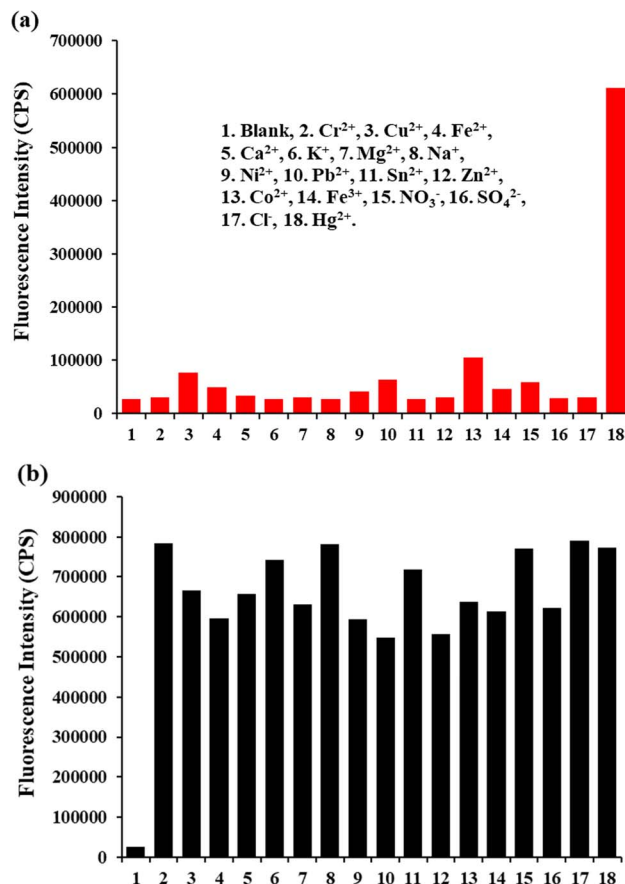 (a)
Fluorescence Intensity (CPS)
700000
600000
500000
400000
300000
200000
100000
0
1. Blank, 2. Cr²⁺, 3. Cu²⁺, 4. Fe²⁺,
5. Ca²⁺, 6. K⁺, 7. Mg²⁺, 8. Na⁺,
9. Ni²⁺, 10. Pb²⁺, 11. Sn²⁺, 12. Zn²⁺,
13. Co²⁺, 14. Fe³⁺, 15. NO₃⁻, 16. SO₄²⁻,
17. Cl⁻, 18. Hg²⁺.
1 2 3 4 5 6 7 8 9 10 11 12 13 14 15 16 17 18
(b)
Fluorescence Intensity (CPS)
900000
800000
700000
600000
500000
400000
300000
200000
100000
0
1 2 3 4 5 6 7 8 9 10 11 12 13 14 15 16 17 18